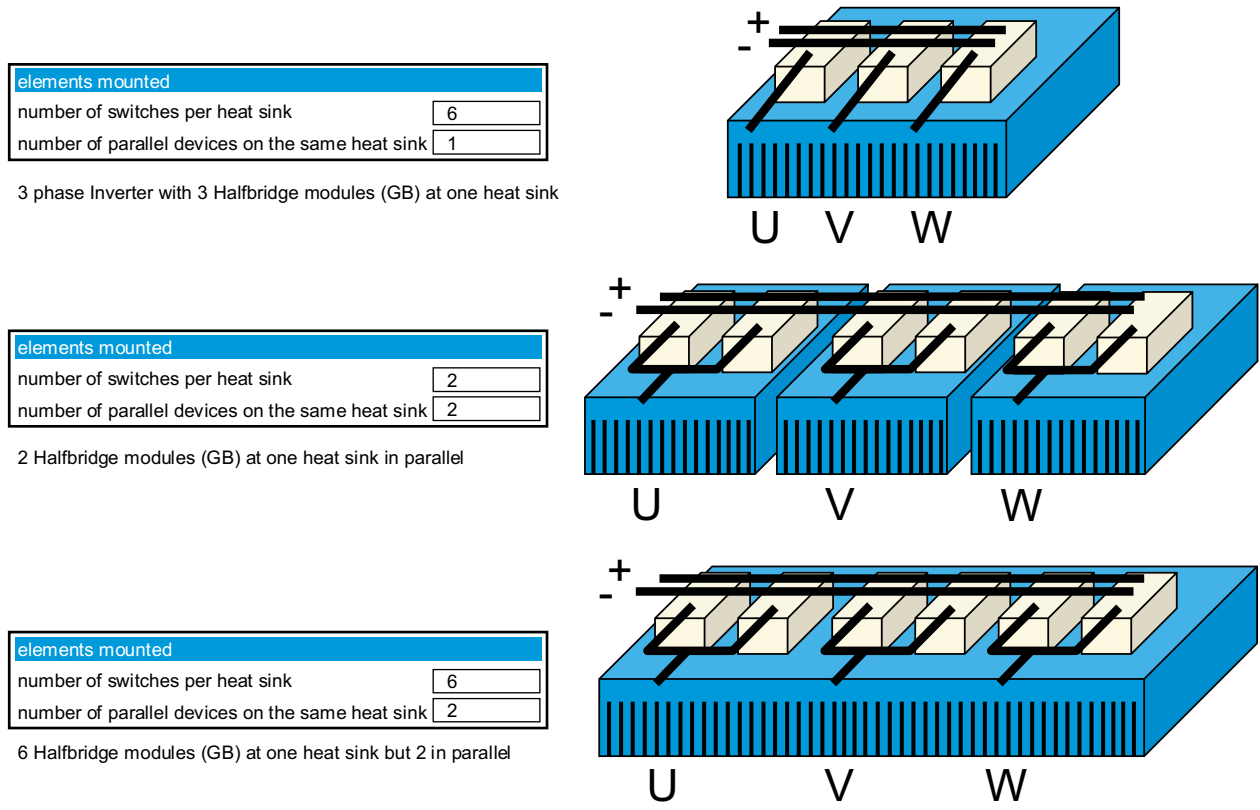 +
-
elements mounted
number of switches per heat sink 6
number of parallel devices on the same heat sink 1
3 phase Inverter with 3 Halfbridge modules (GB) at one heat sink
U V W
+
-
elements mounted
number of switches per heat sink 2
number of parallel devices on the same heat sink 2
2 Halfbridge modules (GB) at one heat sink in parallel
U V W
+
-
elements mounted
number of switches per heat sink 6
number of parallel devices on the same heat sink 2
6 Halfbridge modules (GB) at one heat sink but 2 in parallel
U V W